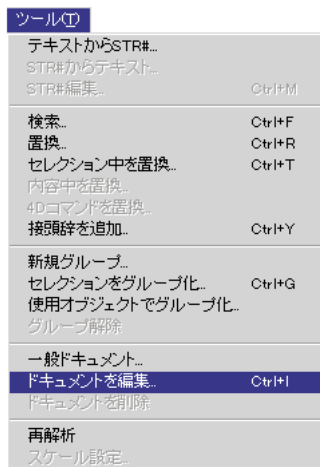 ツール(T)
テキストからSTR#...
STR#からテキスト...
STR#編集... Ctrl+M
検索... Ctrl+F
置換... Ctrl+R
セレクション中を置換... Ctrl+T
内容中を置換...
4Dコマンドを置換...
接頭辞を追加... Ctrl+Y
新規グループ...
セレクションをグループ化... Ctrl+G
使用オブジェクトでグループ化...
グループ解除
一般ドキュメント...
ドキュメントを編集... Ctrl+I
ドキュメントを削除
再解析
スケール設定...